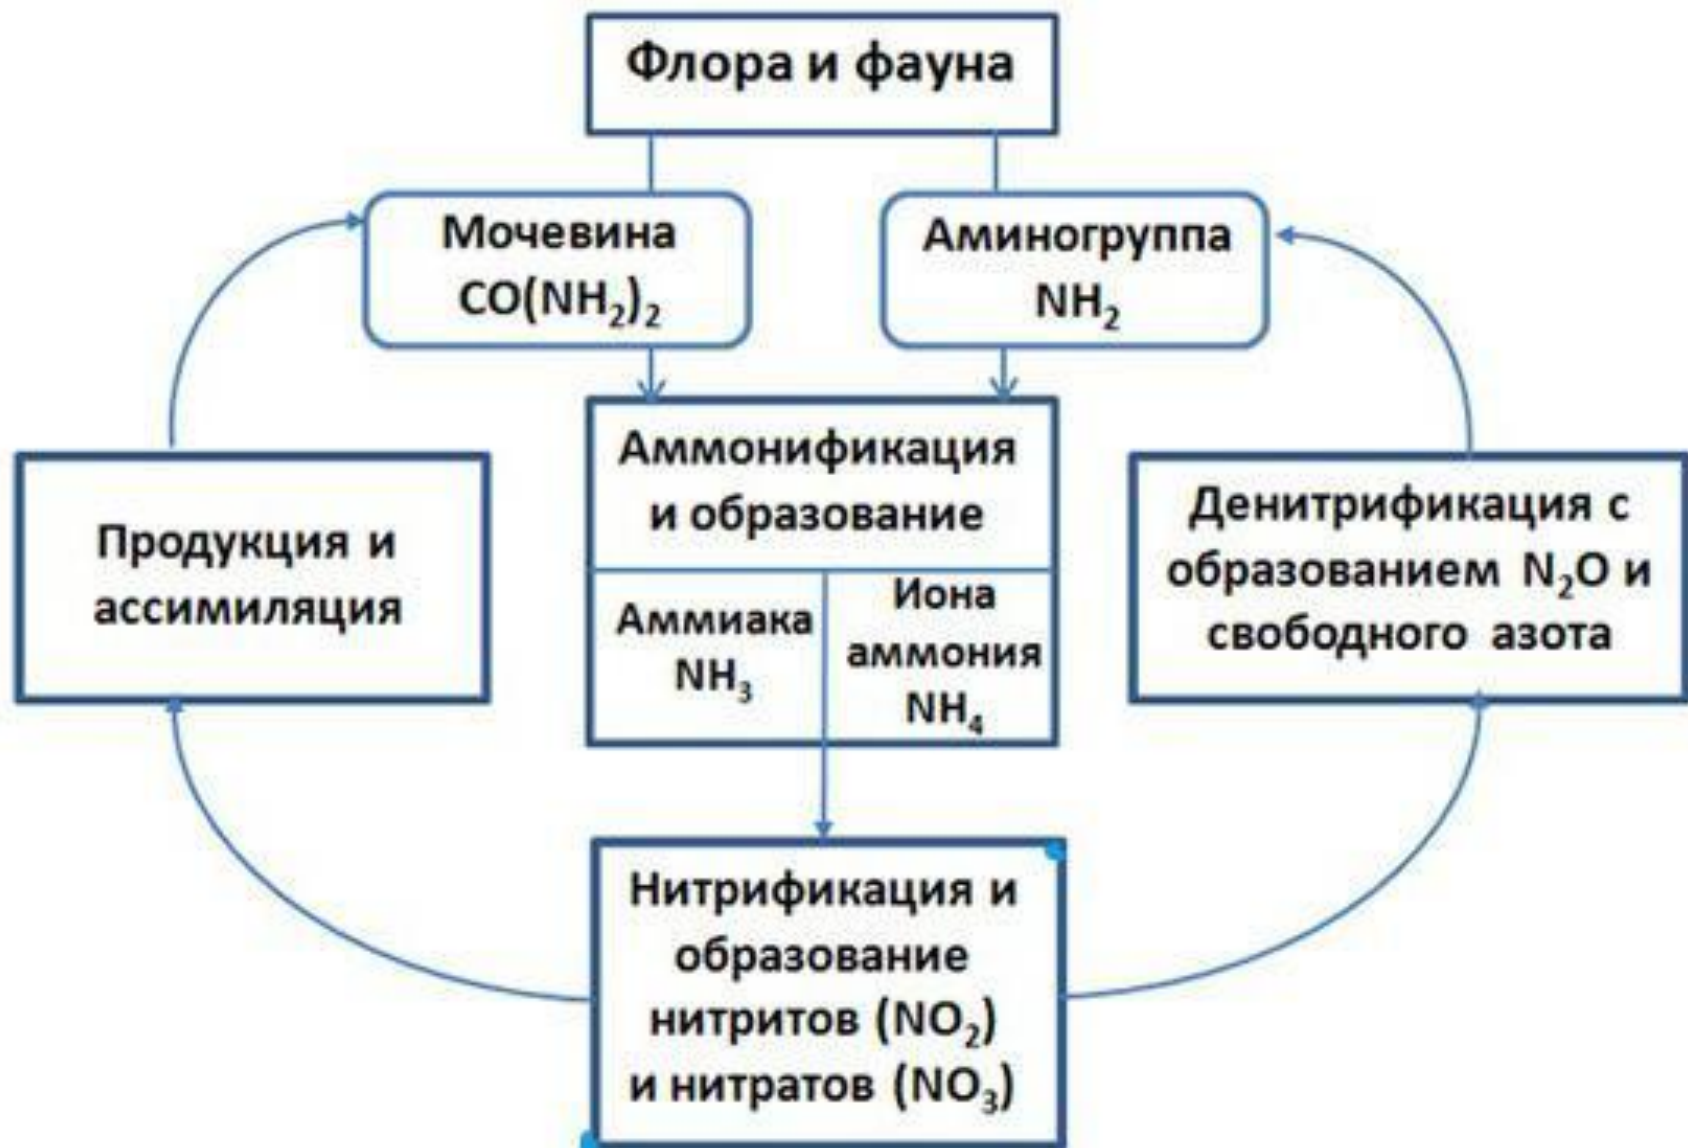 Флора и фауна
Мочевина
CO(NH₂)₂
Аминогруппа
NH₂
Продукция и
ассимиляция
Аммонификация
и образование
Аммиака
NH₃
Иона
аммония
NH₄
Денитрификация с
образованием N₂O и
свободного азота
Нитрификация и
образование
нитритов (NO₂)
и нитратов (NO₃)